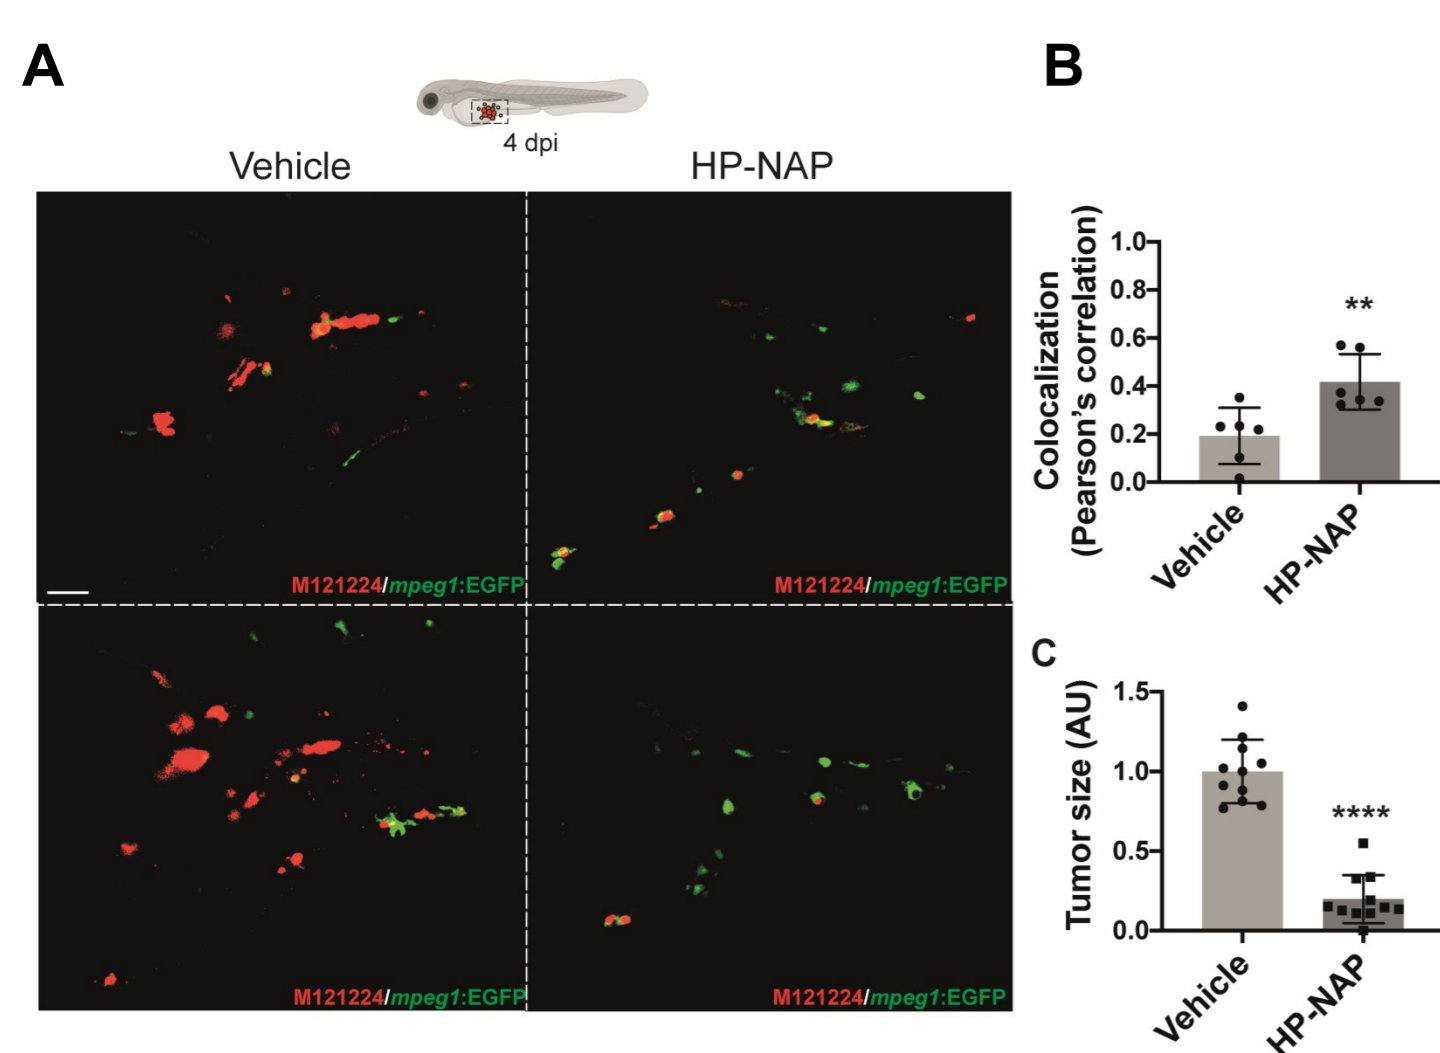 A
4 dpi
Vehicle
HP-NAP
M121224/mpeg1:EGFP
M121224/mpeg1:EGFP
M121224/mpeg1:EGFP
M121224/mpeg1:EGFP
B
Colocalization
(Pearson's correlation)
1.0
0.8
0.6
0.4
0.2
0.0
**
Vehicle
HP-NAP
C
Tumor size (AU)
1.5
1.0
0.5
0.0
****
Vehicle
HP-NAP